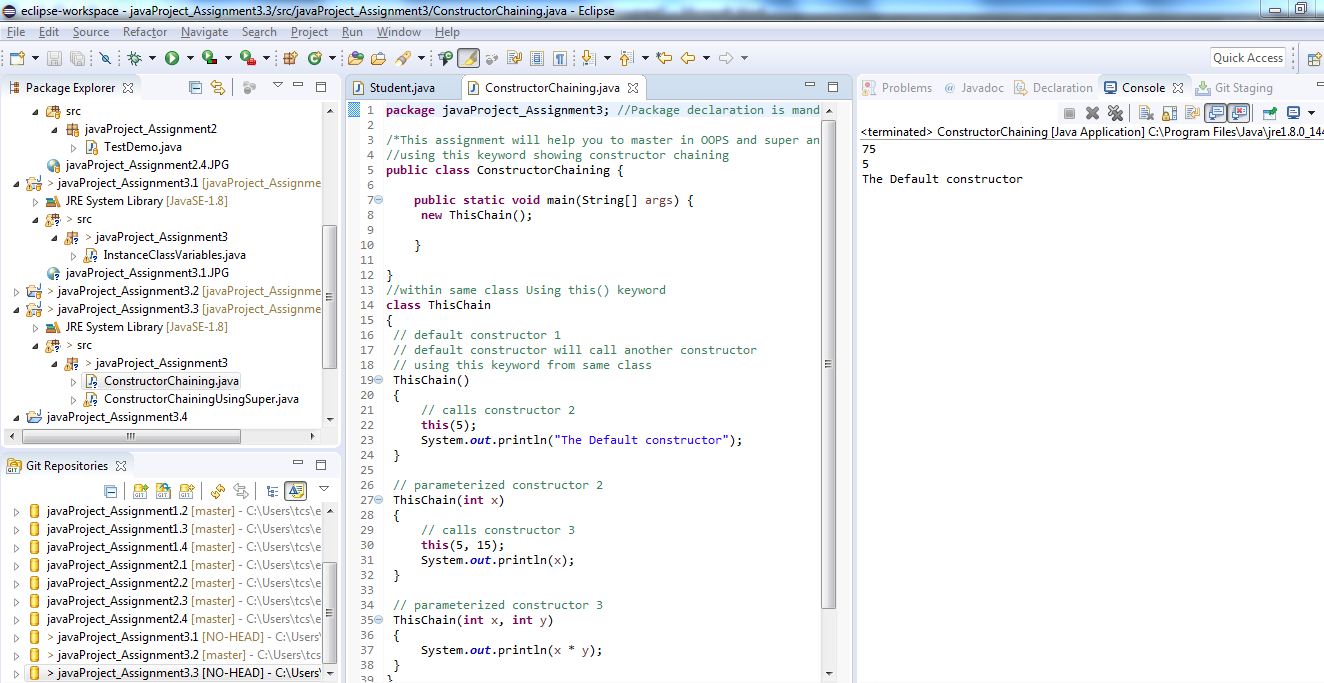 eclipse-workspace - javaProject_Assignment3.3/src/javaProject_Assignment3/ConstructorChaining.java - Eclipse
File Edit Source Refactor Navigate Search Project Run Window Help
Quick Access
Package Explorer
src
javaProject_Assignment2
TestDemo.java
javaProject_Assignment2.4.JPG
> javaProject_Assignment3.1 [javaProject_Assignme
JRE System Library [JavaSE-1.8]
> src
> javaProject_Assignment3
InstanceClassVariables.java
javaProject_Assignment3.1.JPG
> javaProject_Assignment3.2 [javaProject_Assignme
> javaProject_Assignment3.3 [javaProject_Assignme
JRE System Library [JavaSE-1.8]
> src
> javaProject_Assignment3
ConstructorChaining.java
ConstructorChainingUsingSuper.java
javaProject_Assignment3.4
Git Repositories
javaProject_Assignment1.2 [master] - C:\Users\tcs\e
javaProject_Assignment1.3 [master] - C:\Users\tcs\e
javaProject_Assignment1.4 [master] - C:\Users\tcs\e
javaProject_Assignment2.1 [master] - C:\Users\tcs\e
javaProject_Assignment2.2 [master] - C:\Users\tcs\e
javaProject_Assignment2.3 [master] - C:\Users\tcs\e
javaProject_Assignment2.4 [master] - C:\Users\tcs\e
> javaProject_Assignment3.1 [NO-HEAD] - C:\Users\
> javaProject_Assignment3.2 [master] - C:\Users\tcs
> javaProject_Assignment3.3 [NO-HEAD] - C:\Users\
Student.java ConstructorChaining.java
1 package javaProject_Assignment3; //Package declaration is mand
2
3 /*This assignment will help you to master in OOPS and super an
4 //using this keyword showing constructor chaining
5 public class ConstructorChaining {
6
7 public static void main(String[] args) {
8 new ThisChain();
9
10 }
11
12 }
13 //within same class Using this() keyword
14 class ThisChain
15 {
16 // default constructor 1
17 // default constructor will call another constructor
18 // using this keyword from same class
19 ThisChain()
20 {
21 // calls constructor 2
22 this(5);
23 System.out.println("The Default constructor");
24 }
25
26 // parameterized constructor 2
27 ThisChain(int x)
28 {
29 // calls constructor 3
30 this(5, 15);
31 System.out.println(x);
32 }
33
34 // parameterized constructor 3
35 ThisChain(int x, int y)
36 {
37 System.out.println(x * y);
38 }
39 }
Problems @ Javadoc Declaration Console Git Staging
<terminated> ConstructorChaining [Java Application] C:\Program Files\Java\jre1.8.0_144
75
5
The Default constructor